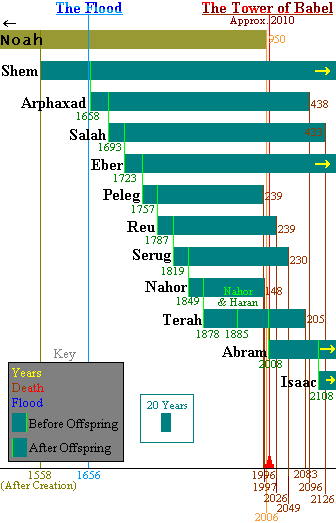 The Flood
The Tower of Babel
Approx. 2010
←
Noah
950
Shem
→
Arphaxad
438
1658
Salah
433
1693
Eber
→
1723
Peleg
239
1757
Reu
239
1787
Serug
230
1819
Nahor
148
Nahor
& Haran
1849
Terah
205
1878
1885
Abram
→
2008
Isaac
→
2108
Key
Years
Death
Flood
Before Offspring
After Offspring
20 Years
1558
(After Creation)
1656
1996
1997
2006
2026
2049
2083
2096
2126